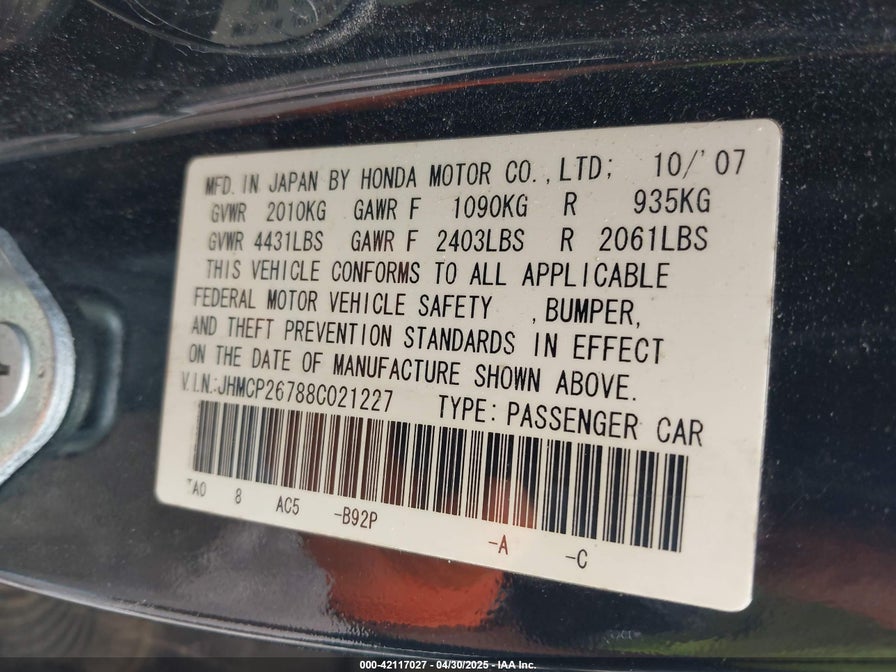 MFD. IN JAPAN BY HONDA MOTOR CO.,LTD; 10/'07
GVWR 2010KG GAWR F 1090KG R 935KG
GVWR 4431LBS GAWR F 2403LBS R 2061LBS
THIS VEHICLE CONFORMS TO ALL APPLICABLE
FEDERAL MOTOR VEHICLE SAFETY , BUMPER,
AND THEFT PREVENTION STANDARDS IN EFFECT
ON THE DATE OF MANUFACTURE SHOWN ABOVE.
V.I.N.:JHMCP26788C021227 TYPE: PASSENGER CAR
TA0 8 AC5 -B92P -A -C
000-42117027 - 04/30/2025 - IAA Inc.